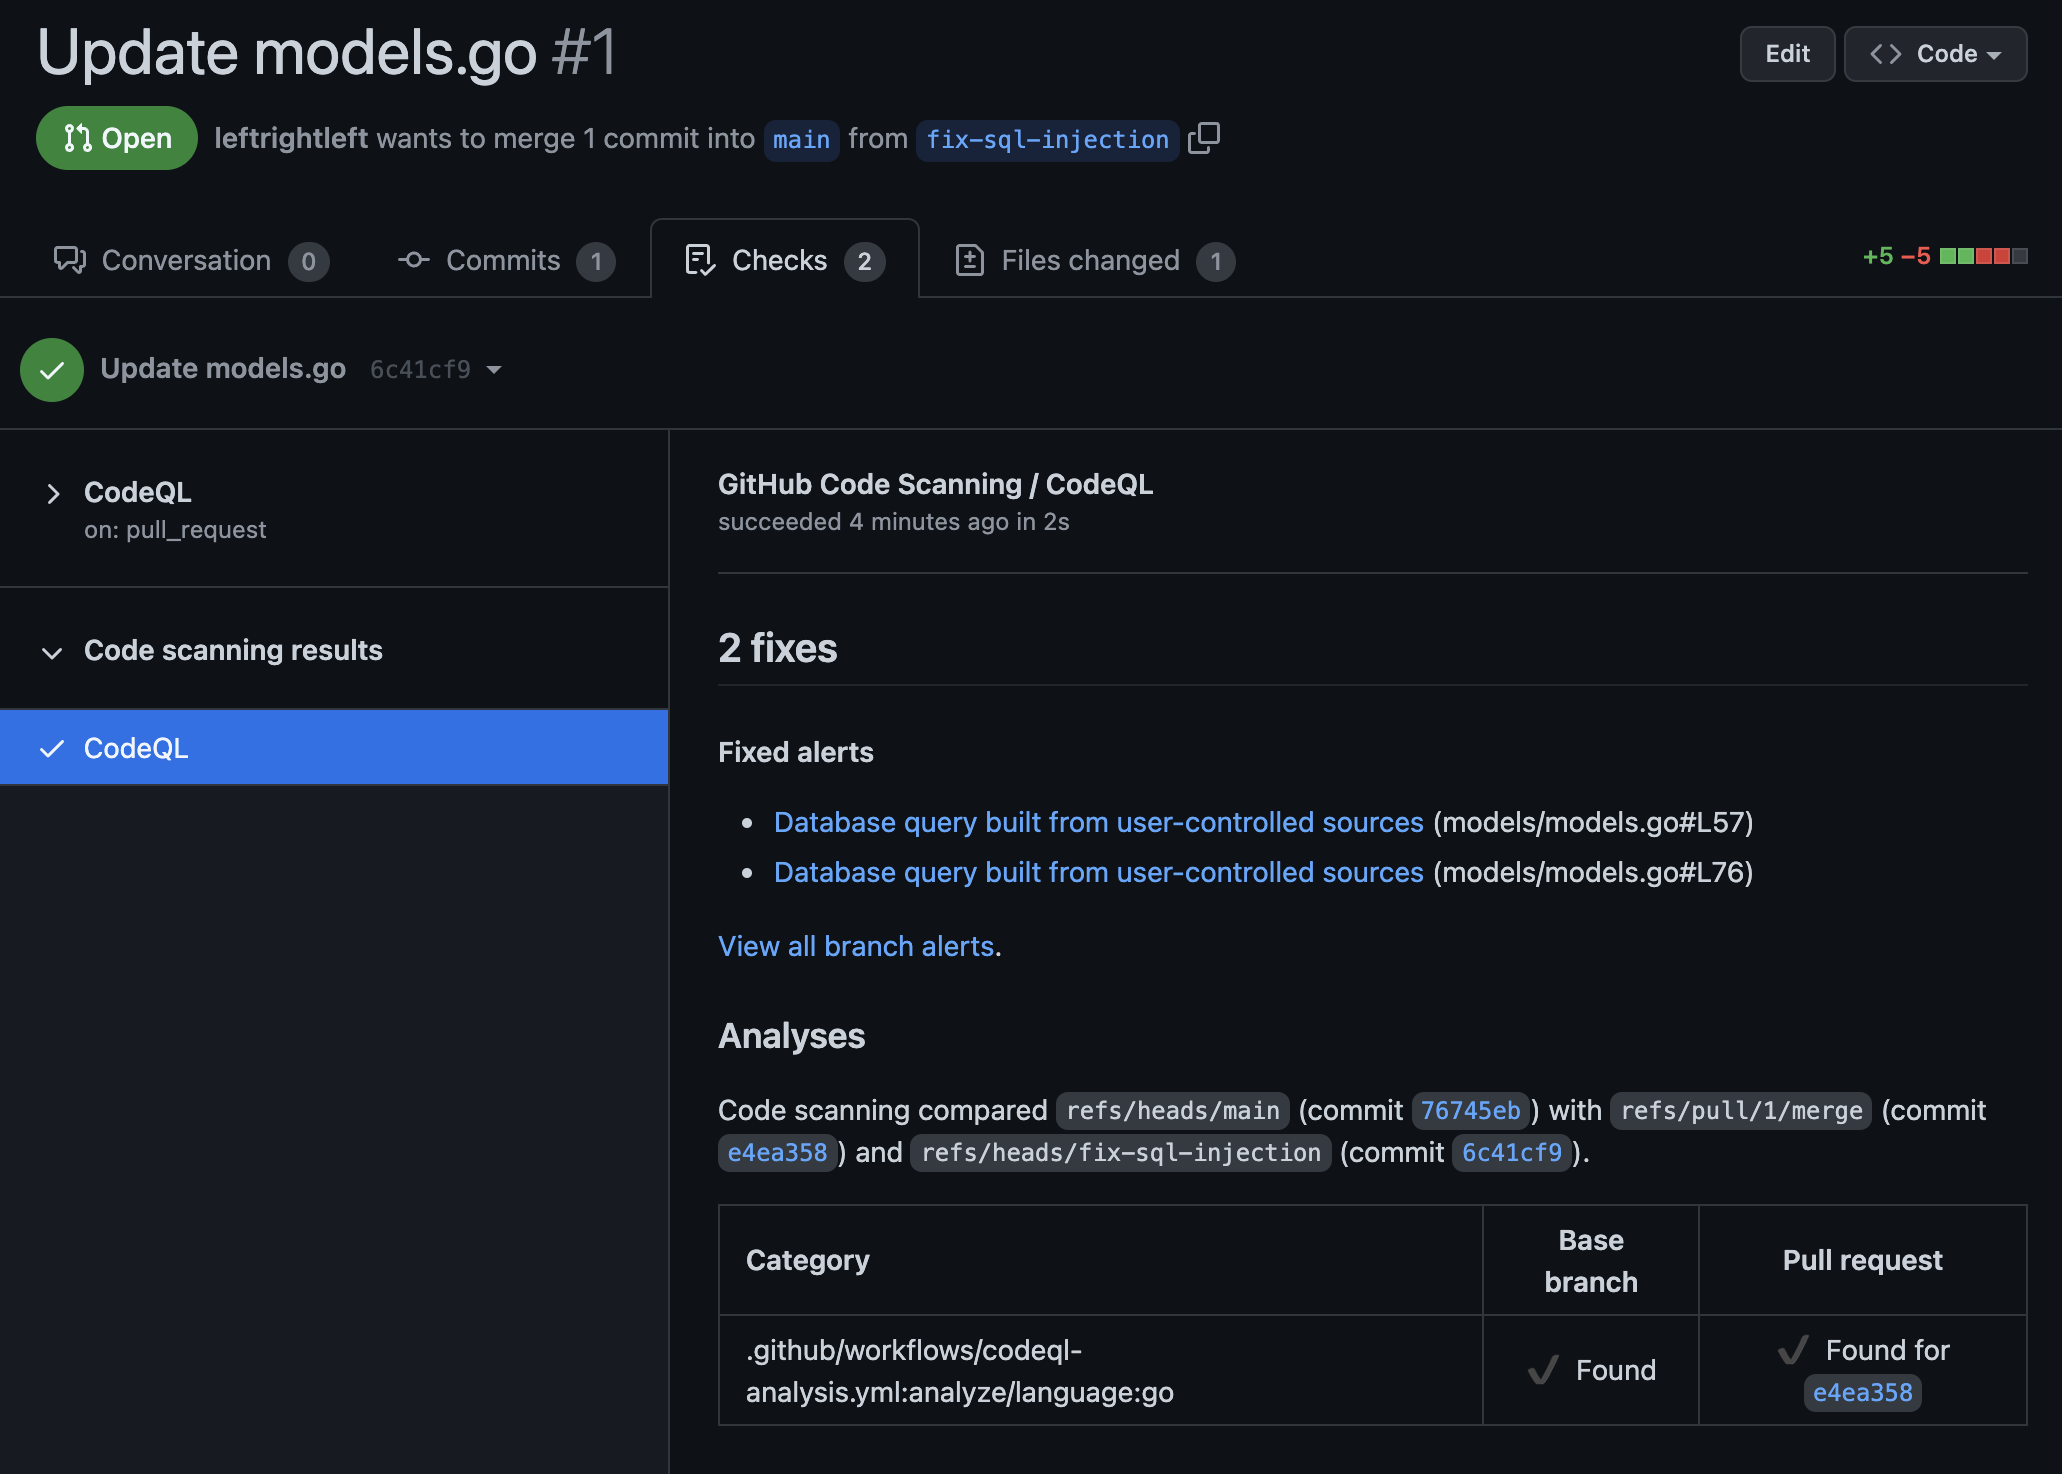 Update models.go #1
Edit
Code
Open
leftrightleft wants to merge 1 commit into main from fix-sql-injection
Conversation 0
Commits 1
Checks 2
Files changed 1
+5 −5
Update models.go 6c41cf9
CodeQL
on: pull_request
Code scanning results
CodeQL
GitHub Code Scanning / CodeQL
succeeded 4 minutes ago in 2s
2 fixes
Fixed alerts
Database query built from user-controlled sources (models/models.go#L57)
Database query built from user-controlled sources (models/models.go#L76)
View all branch alerts.
Analyses
Code scanning compared refs/heads/main (commit 76745eb) with refs/pull/1/merge (commit
e4ea358) and refs/heads/fix-sql-injection (commit 6c41cf9).
Category
Base
branch
Pull request
.github/workflows/codeql-
analysis.yml:analyze/language:go
Found
Found for
e4ea358